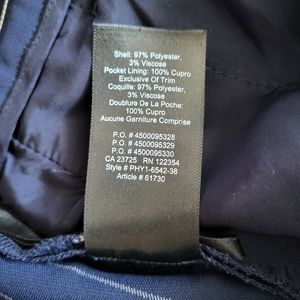 Shell: 97% Polyester,
3% Viscose
Pocket Lining: 100% Cupro
Exclusive Of Trim
Coquille: 97% Polyester,
3% Viscose
Doublure De La Poche:
100% Cupro
Aucune Garniture Comprise
P.O. # 4500095328
P.O. # 4500095329
P.O. # 4500095330
CA 23725 RN 122354
Style # PHY1-6542-38
Article # 61730